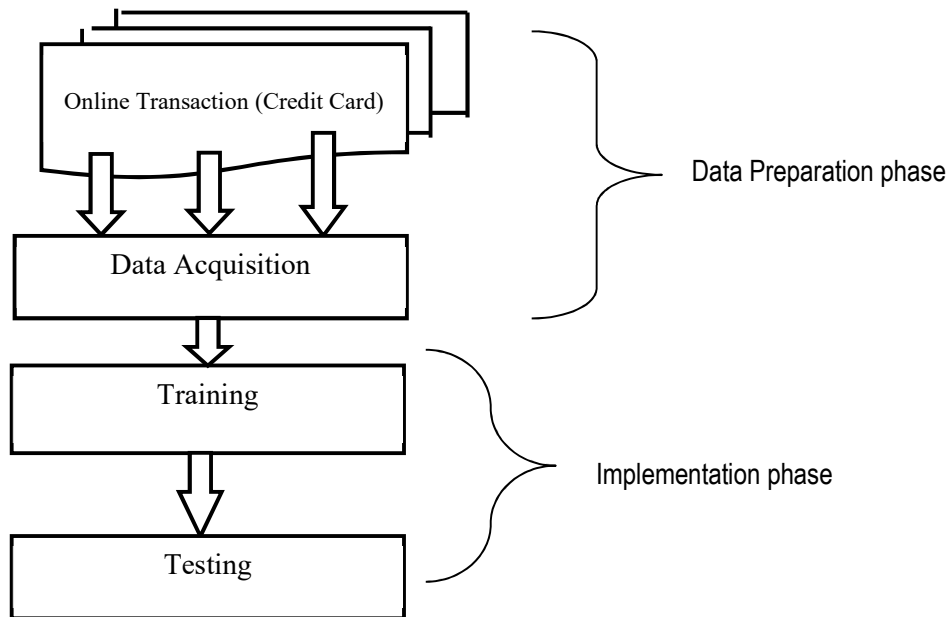 Online Transaction (Credit Card)
Data Preparation phase
Data Acquisition
Training
Implementation phase
Testing